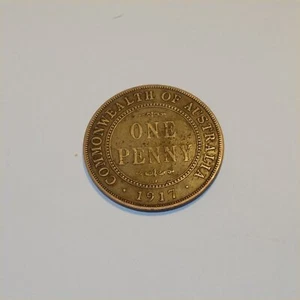 COMMONWEALTH OF AUSTRALIA
ONE
PENNY
· 1917 ·